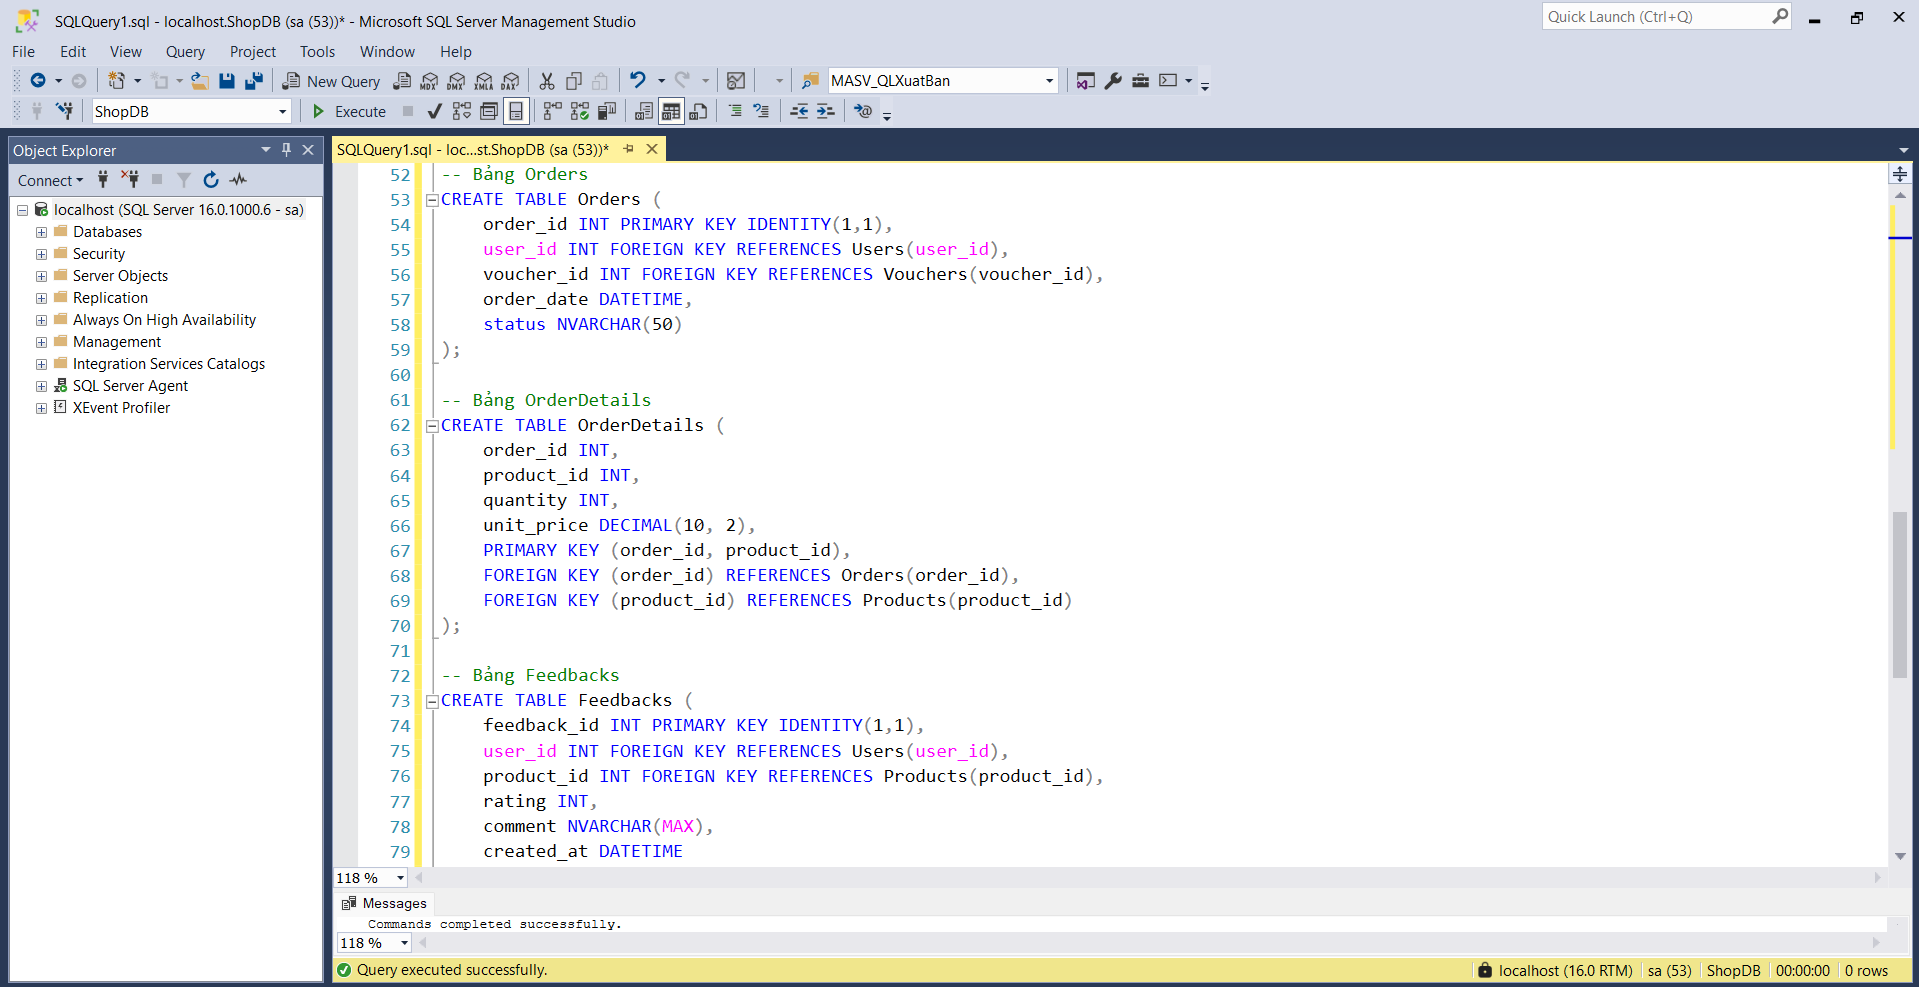 SQLQuery1.sql - localhost.ShopDB (sa (53))* - Microsoft SQL Server Management Studio
Quick Launch (Ctrl+Q)
File Edit View Query Project Tools Window Help
New Query MDX DMX XMLA DAX MASV_QLXuatBan
ShopDB Execute
Object Explorer
Connect
localhost (SQL Server 16.0.1000.6 - sa)
Databases
Security
Server Objects
Replication
Always On High Availability
Management
Integration Services Catalogs
SQL Server Agent
XEvent Profiler
SQLQuery1.sql - loc...st.ShopDB (sa (53))*
52 -- Bảng Orders
53 CREATE TABLE Orders (
54 order_id INT PRIMARY KEY IDENTITY(1,1),
55 user_id INT FOREIGN KEY REFERENCES Users(user_id),
56 voucher_id INT FOREIGN KEY REFERENCES Vouchers(voucher_id),
57 order_date DATETIME,
58 status NVARCHAR(50)
59 );
60
61 -- Bảng OrderDetails
62 CREATE TABLE OrderDetails (
63 order_id INT,
64 product_id INT,
65 quantity INT,
66 unit_price DECIMAL(10, 2),
67 PRIMARY KEY (order_id, product_id),
68 FOREIGN KEY (order_id) REFERENCES Orders(order_id),
69 FOREIGN KEY (product_id) REFERENCES Products(product_id)
70 );
71
72 -- Bảng Feedbacks
73 CREATE TABLE Feedbacks (
74 feedback_id INT PRIMARY KEY IDENTITY(1,1),
75 user_id INT FOREIGN KEY REFERENCES Users(user_id),
76 product_id INT FOREIGN KEY REFERENCES Products(product_id),
77 rating INT,
78 comment NVARCHAR(MAX),
79 created_at DATETIME
118 %
Messages
Commands completed successfully.
118 %
Query executed successfully.
localhost (16.0 RTM) sa (53) ShopDB 00:00:00 0 rows